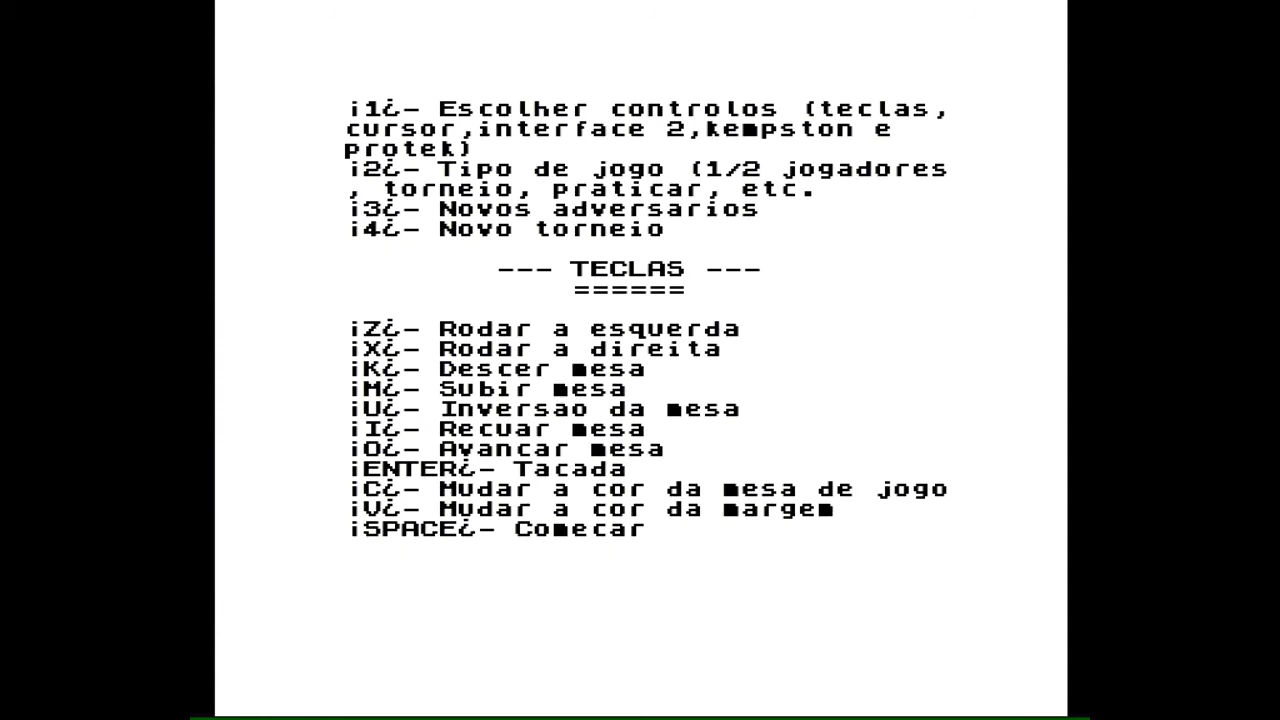 ¡1¿- Escolher controlos (teclas,
cursor,interface 2,kempston e
protek)
¡2¿- Tipo de jogo (1/2 jogadores
, torneio, praticar, etc.
¡3¿- Novos adversarios
¡4¿- Novo torneio
--- TECLAS ---
======
¡Z¿- Rodar a esquerda
¡X¿- Rodar a direita
¡K¿- Descer mesa
¡M¿- Subir mesa
¡U¿- Inversao da mesa
¡I¿- Recuar mesa
¡O¿- Avancar mesa
¡ENTER¿- Tacada
¡C¿- Mudar a cor da mesa de jogo
¡V¿- Mudar a cor da margem
¡SPACE¿- Comecar